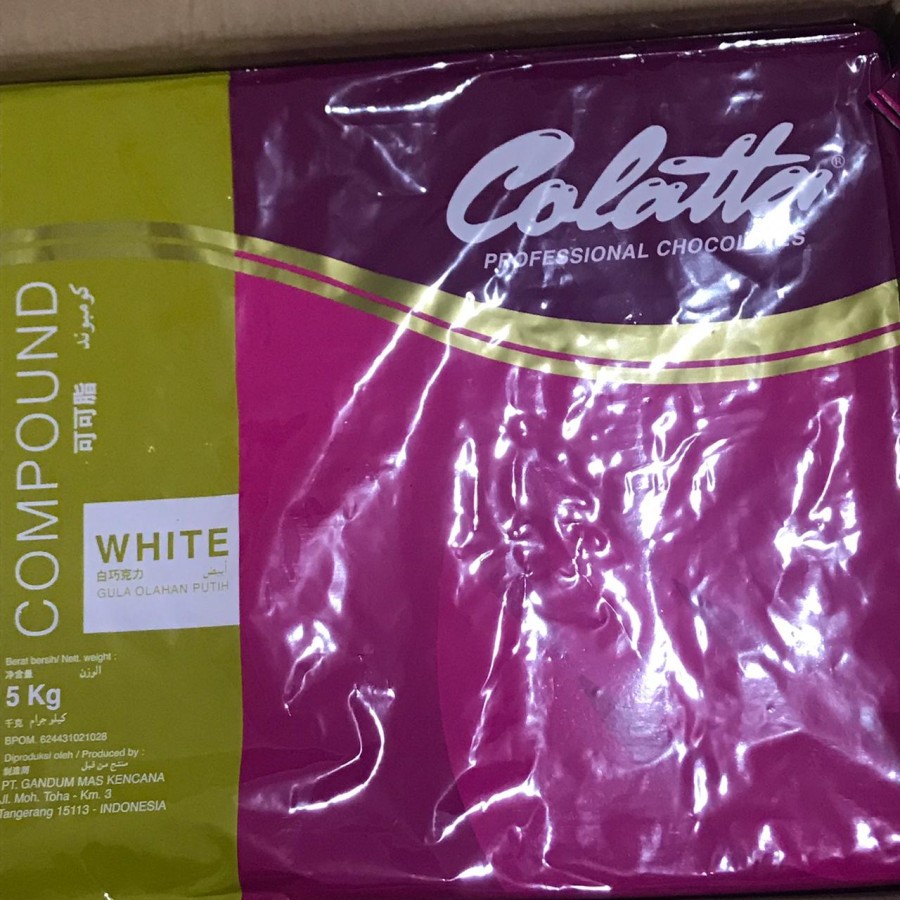 Colatta®
PROFESSIONAL CHOCOLATES
COMPOUND
كومبوند
可可脂
WHITE
白巧克力 أبيض
GULA OLAHAN PUTIH
Berat bersih/ Nett. weight :
净含量 الوزن
5 Kg
千克 كيلو جرام
BPOM. 624431021028
Diproduksi oleh / Produced by :
制造商 منتج من قبل
PT. GANDUM MAS KENCANA
Jl. Moh. Toha - Km. 3
Tangerang 15113 - INDONESIA